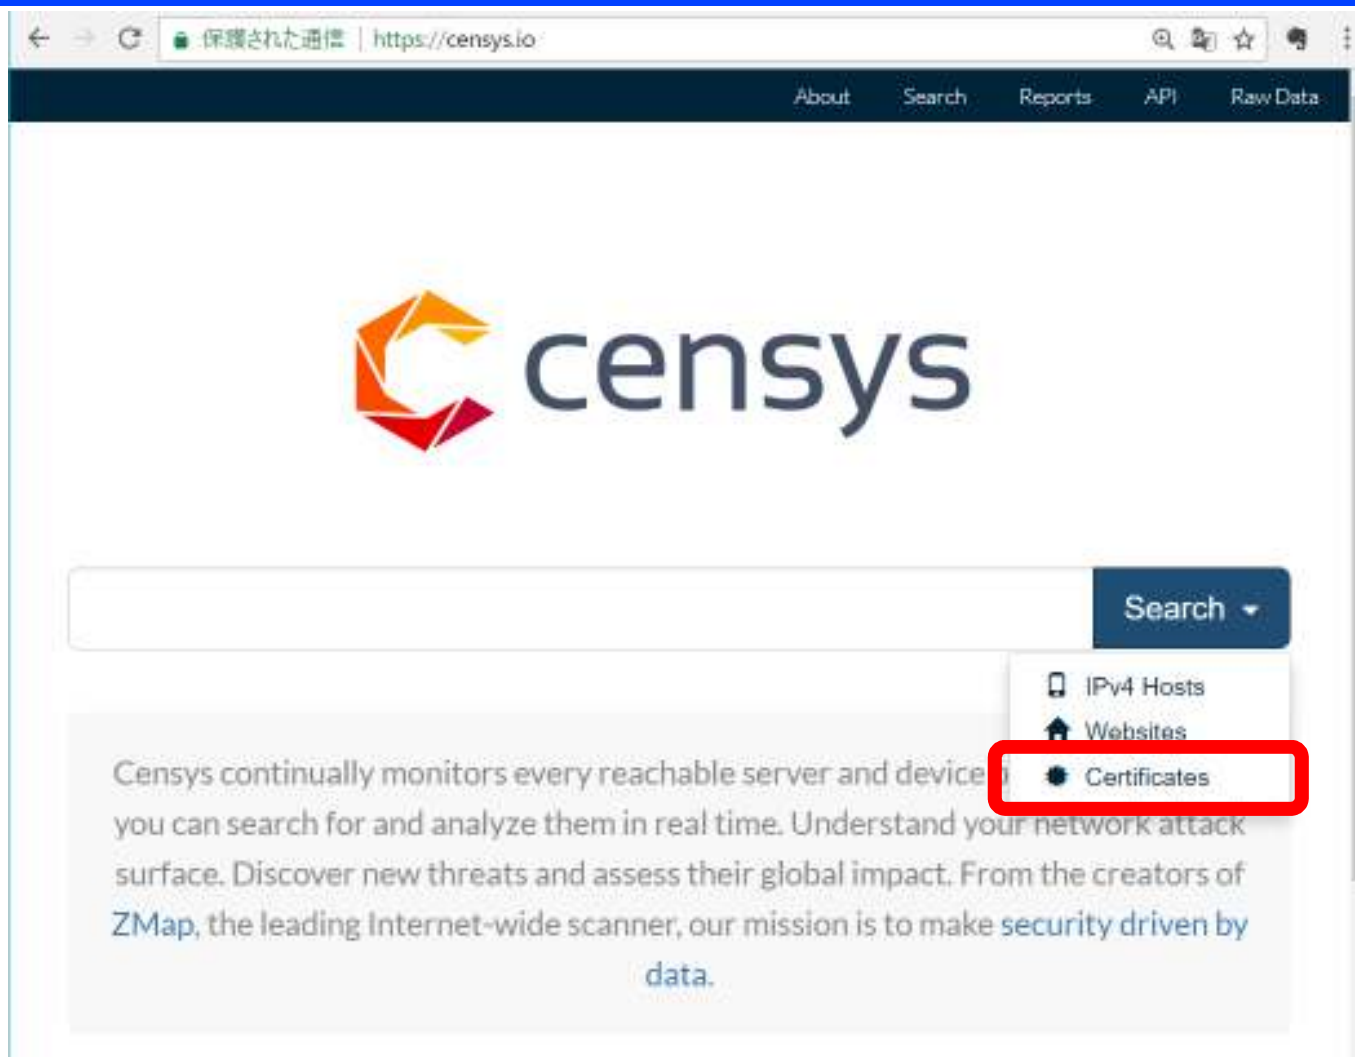 保護された通信 | https://censys.io
About Search Reports API Raw Data
censys
Search
IPv4 Hosts
Websites
Certificates
Censys continually monitors every reachable server and device
you can search for and analyze them in real time. Understand your network attack
surface. Discover new threats and assess their global impact. From the creators of
ZMap, the leading Internet-wide scanner, our mission is to make security driven by
data.